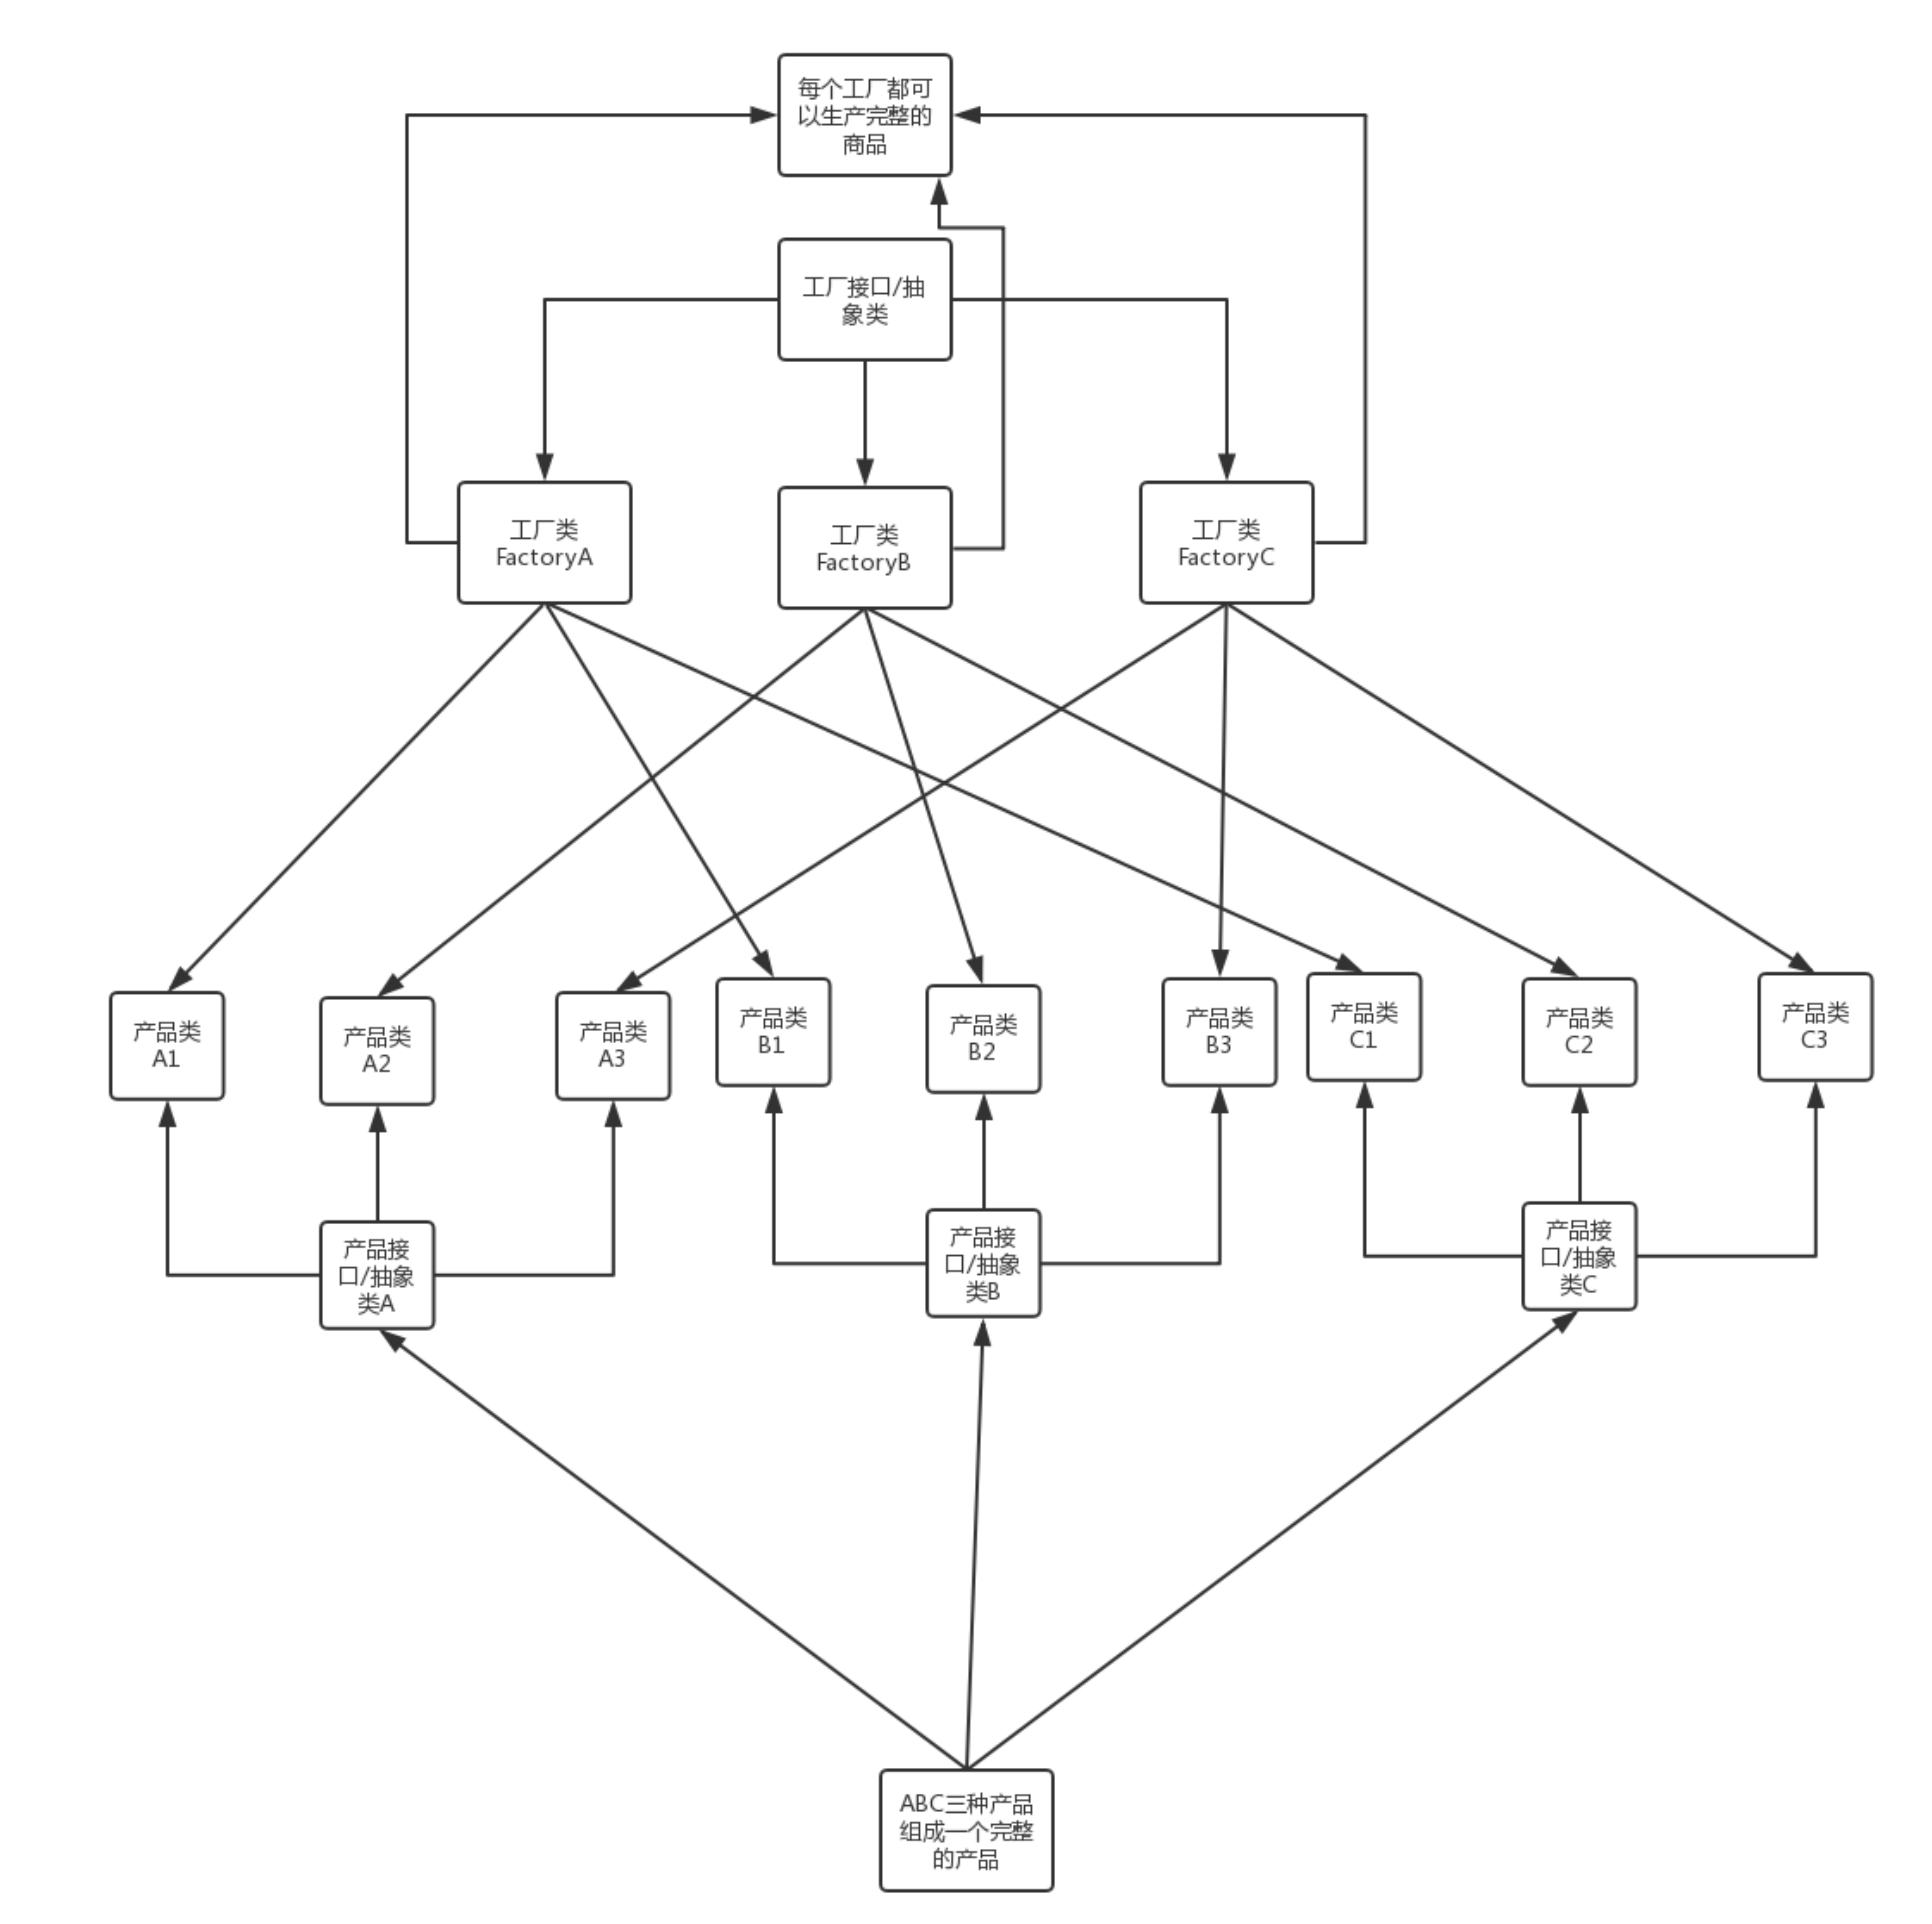 每个工厂都可
以生产完整的
商品
工厂接口/抽
象类
工厂类
FactoryA
工厂类
FactoryB
工厂类
FactoryC
产品类
A1
产品类
A2
产品类
A3
产品类
B1
产品类
B2
产品类
B3
产品类
C1
产品类
C2
产品类
C3
产品接
口/抽象
类A
产品接
口/抽象
类B
产品接
口/抽象
类C
ABC三种产品
组成一个完整
的产品